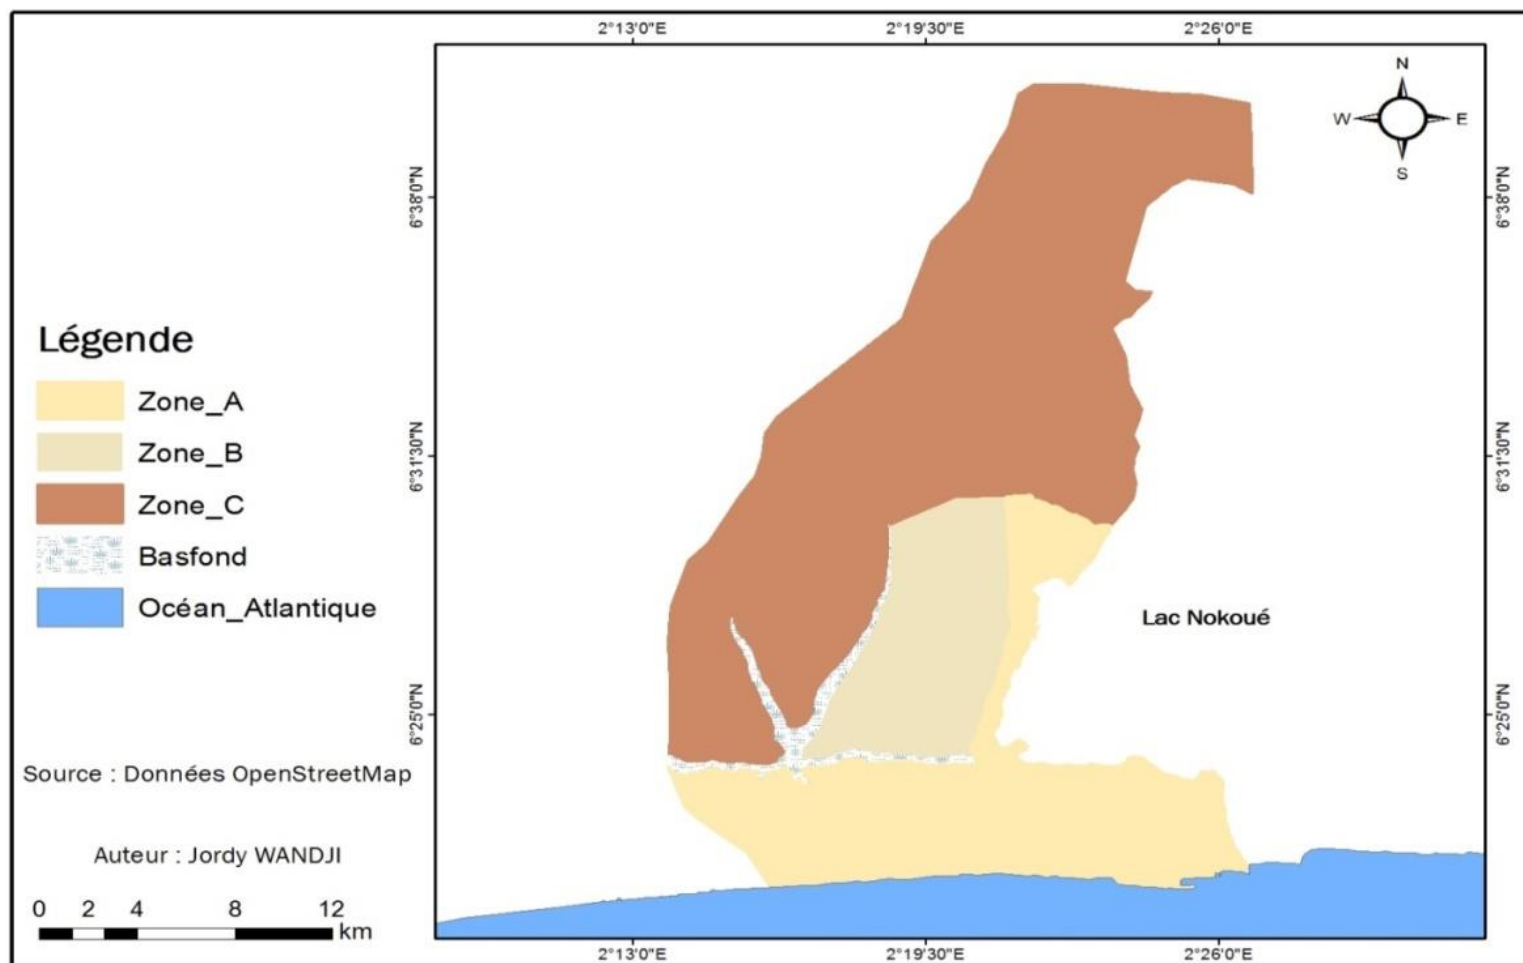 2°13'0"E 2°19'30"E 2°26'0"E
N
W E
S
6°38'0"N 6°38'0"N
Légende
Zone_A
Zone_B
Zone_C
Basfond
Océan_Atlantique
6°31'30"N 6°31'30"N
Lac Nokoué
6°25'0"N 6°25'0"N
Source : Données OpenStreetMap
Auteur : Jordy WANDJI
0 2 4 8 12
km
2°13'0"E 2°19'30"E 2°26'0"E